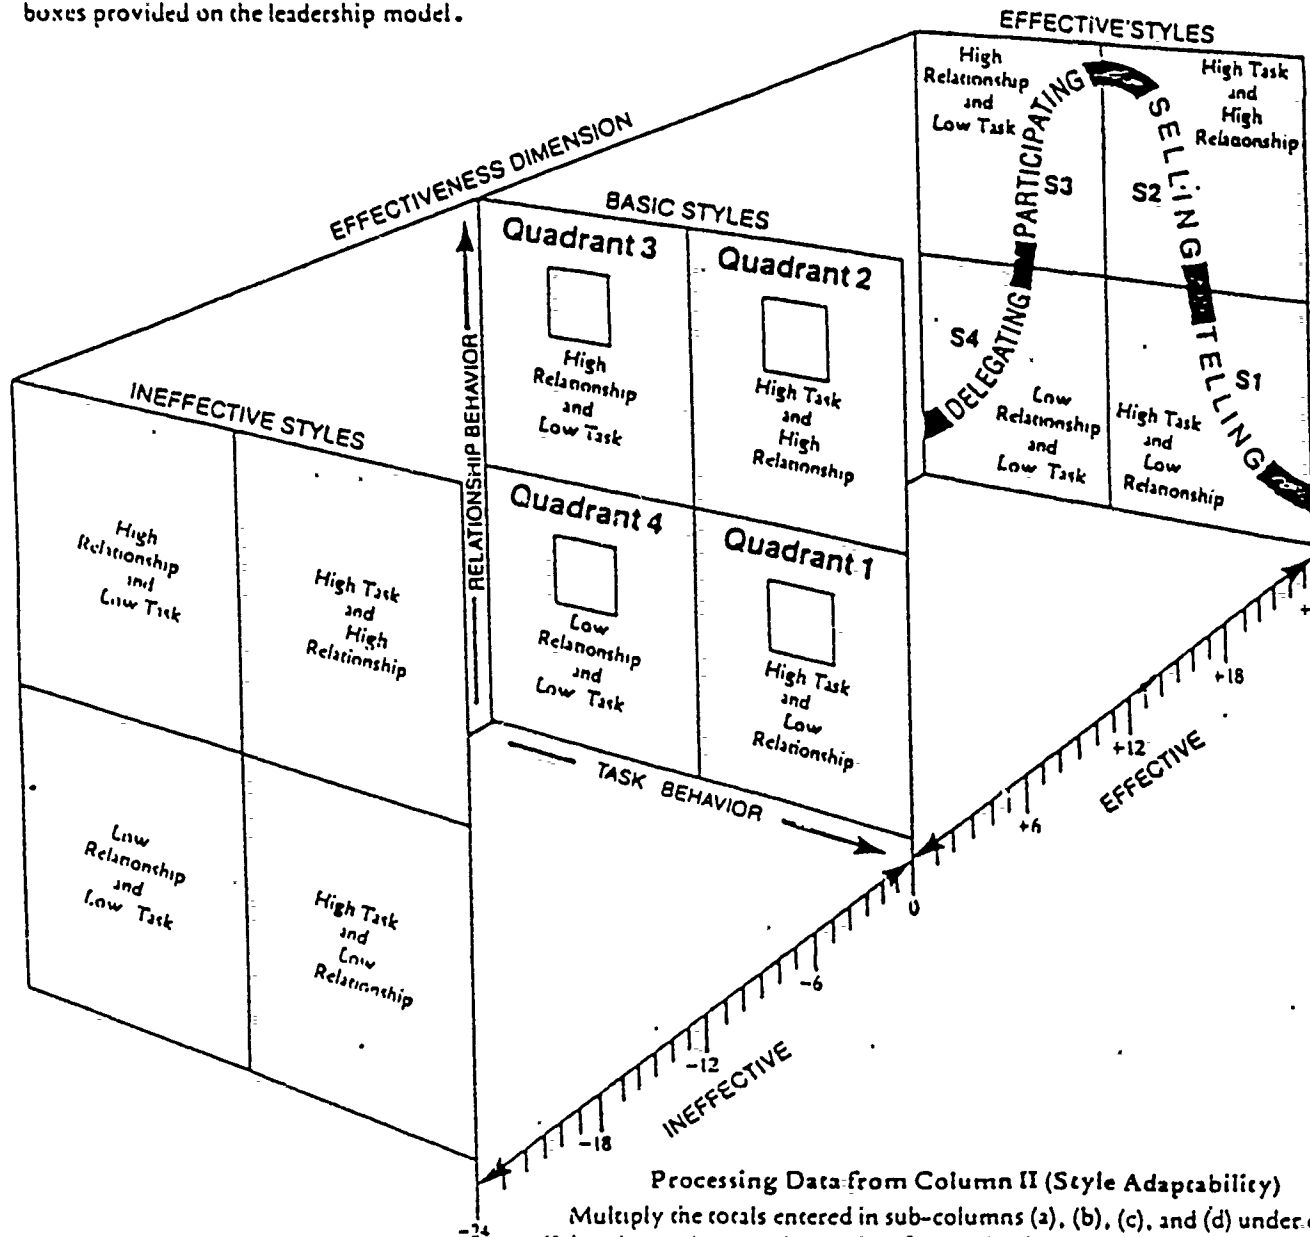 boxes provided on the leadership model.
EFFECTIVE STYLES
High
Relationship
and
Low Task
High Task
and
High
Relationship
PARTICIPATING
SELLING
S3
S2
DELEGATING
TELLING
S4
S1
Low
Relationship
and
Low Task
High Task
and
Low
Relationship
EFFECTIVENESS DIMENSION
BASIC STYLES
Quadrant 3
High
Relationship
and
Low Task
Quadrant 2
High Task
and
High
Relationship
Quadrant 4
Low
Relationship
and
Low Task
Quadrant 1
High Task
and
Low
Relationship
RELATIONSHIP BEHAVIOR
TASK BEHAVIOR
INEFFECTIVE STYLES
High
Relationship
and
Low Task
High Task
and
High
Relationship
Low
Relationship
and
Low Task
High Task
and
Low
Relationship
+18
+12
+6
EFFECTIVE
0
-6
-12
-18
-24
INEFFECTIVE
Processing Data from Column II (Style Adaptability)
Multiply the totals entered in sub-columns (a), (b), (c), and (d) under